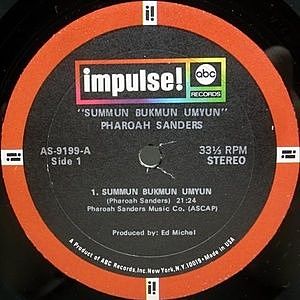 impulse! abc
RECORDS
"SUMMUN BUKMUN UMYUN"
PHAROAH SANDERS
AS-9199-A
Side 1
33⅓ RPM
STEREO
1. SUMMUN BUKMUN UMYUN
(Pharoah Sanders) 21:24
Pharoah Sanders Music Co. (ASCAP)
Produced by: Ed Michel
A Product of ABC Records, Inc. New York, N.Y. 10019 • Made in USA